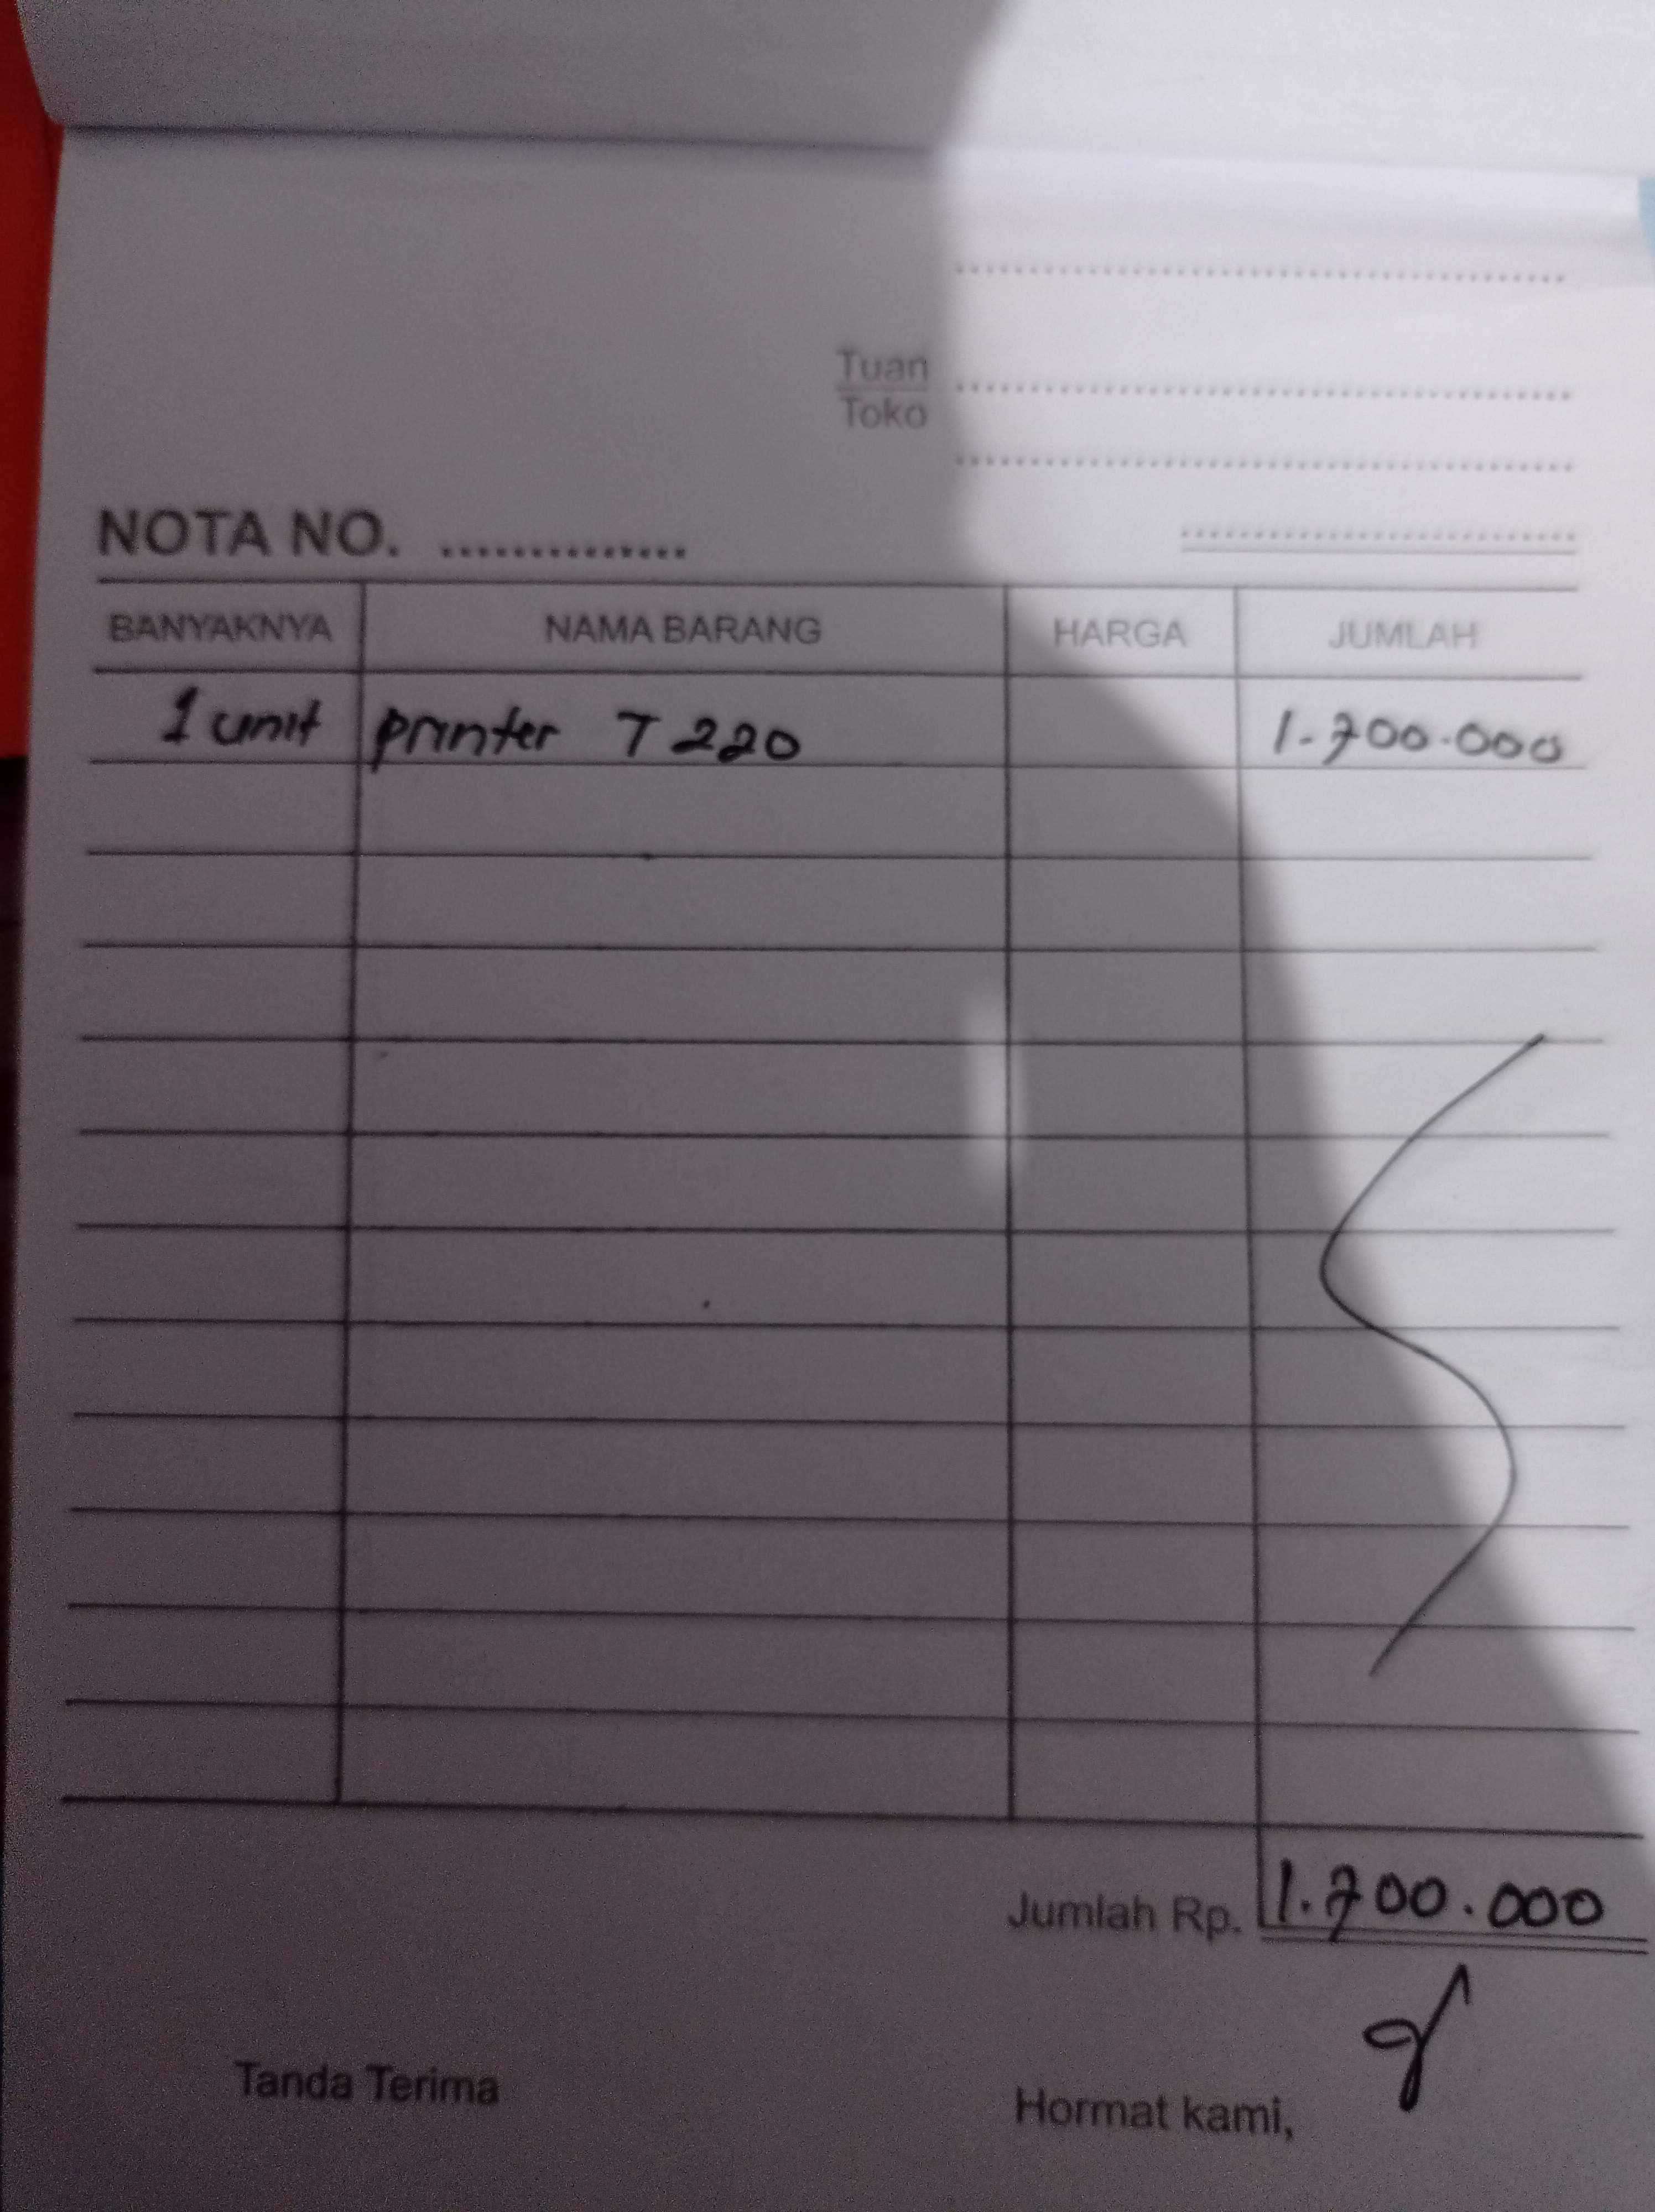 Tuan
Toko
NOTA NO. ..............
BANYAKNYA NAMA BARANG HARGA JUMLAH
1 unit printer T 220 1.700.000
Jumlah Rp. 1.700.000
Tanda Terima Hormat kami,